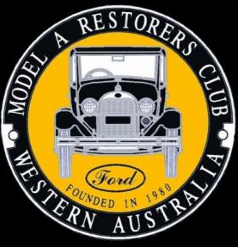 MODEL A RESTORERS CLUB
Ford
FOUNDED IN 1980
WESTERN AUSTRALIA